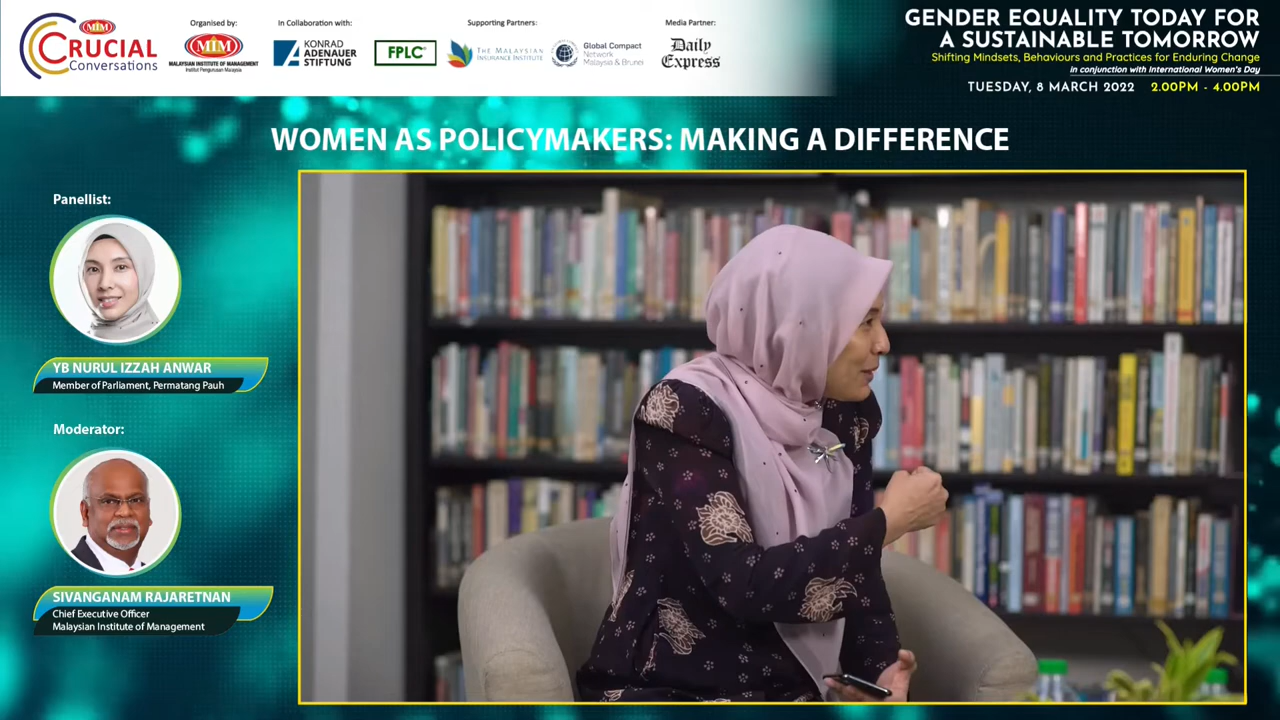 MIM
CRUCIAL
Conversations
Organised by:
MIM
MALAYSIAN INSTITUTE OF MANAGEMENT
Institut Pengurusan Malaysia
In Collaboration with:
KONRAD
ADENAUER
STIFTUNG
FPLC
Supporting Partners:
THE MALAYSIAN
INSURANCE INSTITUTE
Global Compact
Network
Malaysia & Brunei
Media Partner:
Daily
Express
GENDER EQUALITY TODAY FOR
A SUSTAINABLE TOMORROW
Shifting Mindsets, Behaviours and Practices for Enduring Change
in conjunction with International Women's Day
TUESDAY, 8 MARCH 2022 2.00PM - 4.00PM
WOMEN AS POLICYMAKERS: MAKING A DIFFERENCE
Panellist:
YB NURUL IZZAH ANWAR
Member of Parliament, Permatang Pauh
Moderator:
SIVANGANAM RAJARETNAN
Chief Executive Officer
Malaysian Institute of Management